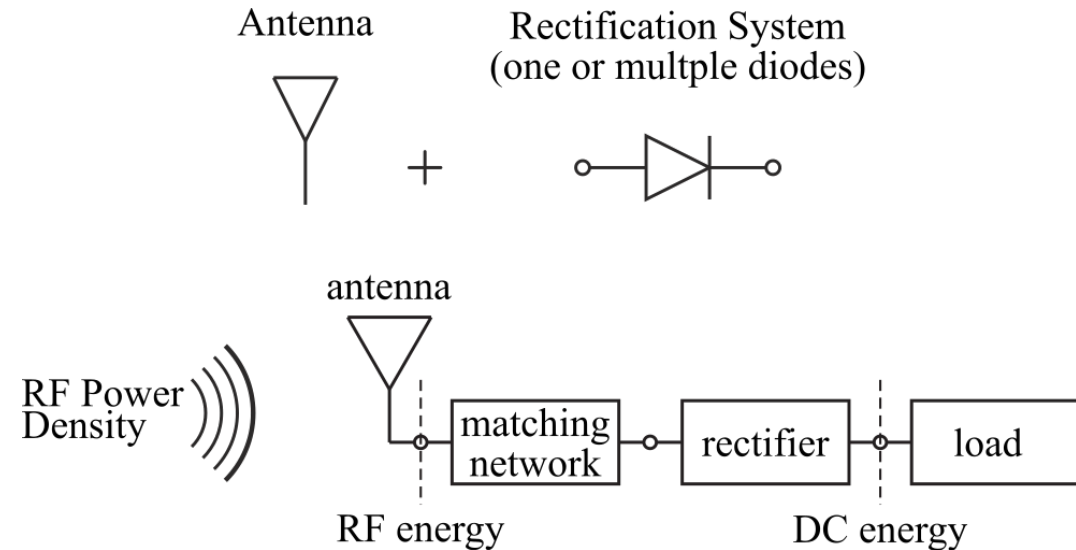 Antenna
Rectification System
(one or multple diodes)
antenna
RF Power
Density
matching
network
rectifier
load
RF energy
DC energy